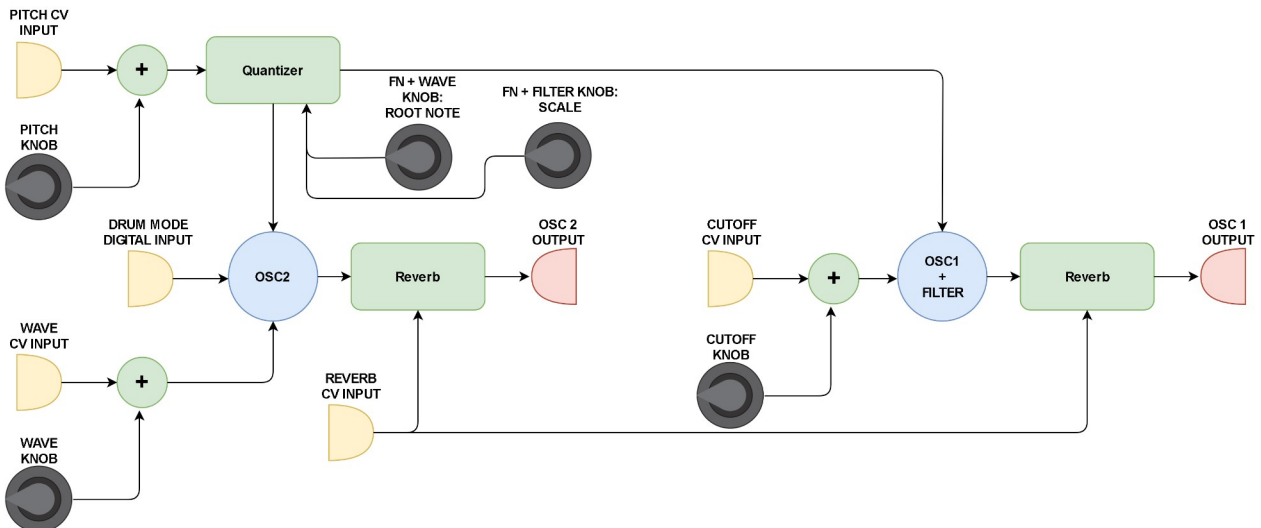 PITCH CV
INPUT
+
Quantizer
FN + WAVE
KNOB:
ROOT NOTE
FN + FILTER KNOB:
SCALE
PITCH
KNOB
DRUM MODE
DIGITAL INPUT
OSC2
Reverb
OSC 2
OUTPUT
CUTOFF
CV INPUT
+
OSC1
+
FILTER
Reverb
OSC 1
OUTPUT
WAVE
CV INPUT
+
REVERB
CV INPUT
CUTOFF
KNOB
WAVE
KNOB